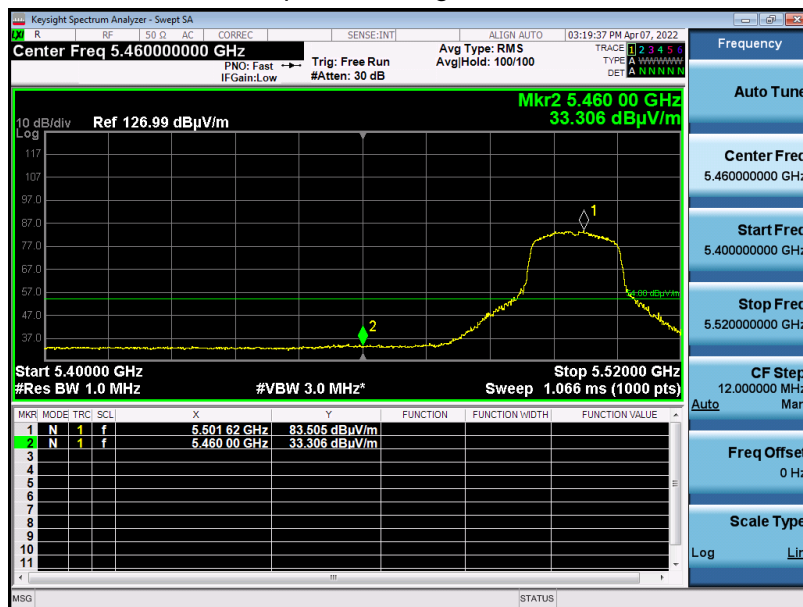 Keysight Spectrum Analyzer - Swept SA
LXI R RF 50 Ω AC CORREC SENSE:INT ALIGN AUTO 03:19:37 PM Apr 07, 2022
Center Freq 5.460000000 GHz
PNO: Fast
IFGain:Low
Trig: Free Run
#Atten: 30 dB
Avg Type: RMS
Avg|Hold: 100/100
TRACE 1 2 3 4 5 6
TYPE A WWWWW
DET A N N N N N
Mkr2 5.460 00 GHz
33.306 dBµV/m
10 dB/div Ref 126.99 dBµV/m
Log
117
107
97.0
87.0
77.0
67.0
57.0
47.0
37.0
1
2
Start 5.40000 GHz Stop 5.52000 GHz
#Res BW 1.0 MHz #VBW 3.0 MHz* Sweep 1.066 ms (1000 pts)
MKR MODE TRC SCL X Y FUNCTION FUNCTION WIDTH FUNCTION VALUE
1 N 1 f 5.501 62 GHz 83.505 dBµV/m
2 N 1 f 5.460 00 GHz 33.306 dBµV/m
3
4
5
6
7
8
9
10
11
MSG STATUS
Frequency
Auto Tune
Center Freq
5.460000000 GHz
Start Freq
5.400000000 GHz
Stop Freq
5.520000000 GHz
CF Step
12.000000 MHz
Auto Man
Freq Offset
0 Hz
Scale Type
Log Lin